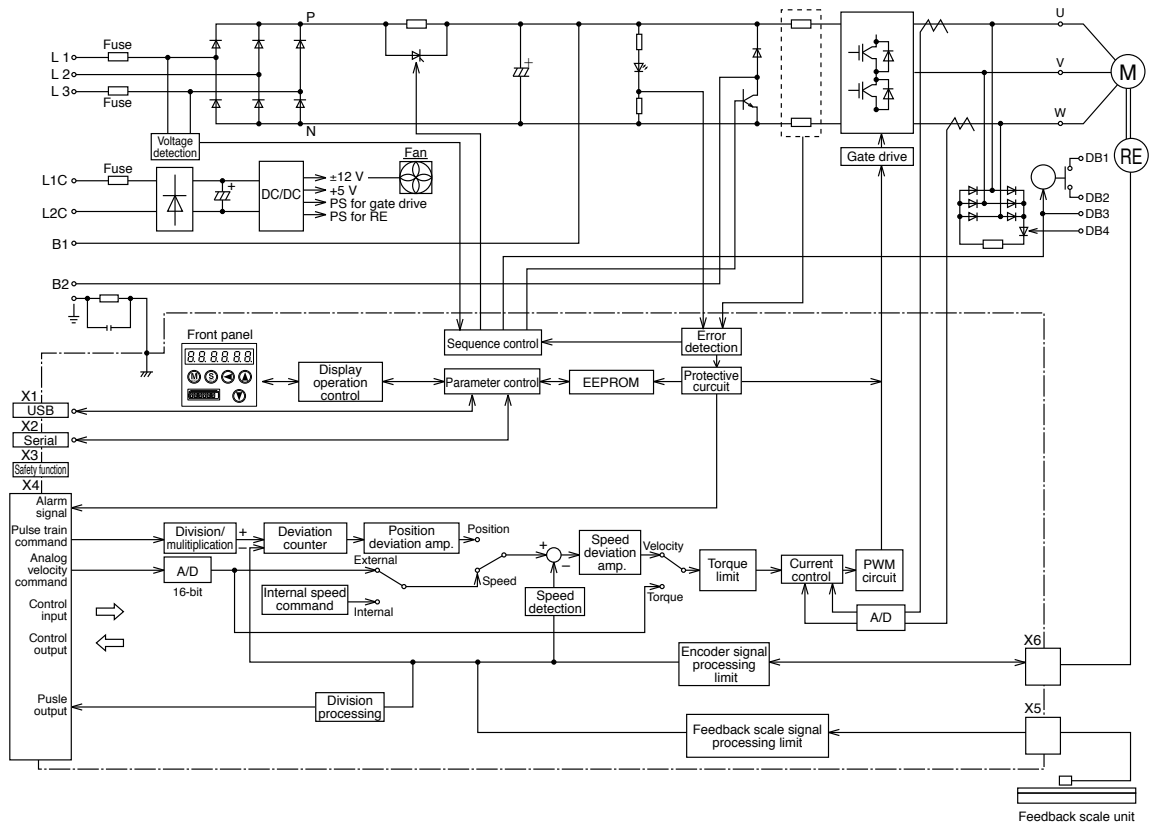 P
U
Fuse
L 1
L 2
V
M
L 3
Fuse
W
N
Voltage
detection
Gate drive
RE
Fuse
Fan
DB1
L1C
±12 V
DC/DC
+5 V
PS for gate drive
DB2
L2C
PS for RE
DB3
DB4
B1
B2
Front panel
8.8.8.8.8.8.
M
S
Sequence control
Error
detection
Display
operation
control
Parameter control
EEPROM
Protective
curcuit
X1
USB
X2
Serial
X3
Safety function
X4
Alarm
signal
Pulse train
command
Division/
mulitiplication
+
−
Deviation
counter
Position
deviation amp.
Position
Analog
velocity
command
A/D
16-bit
External
Internal speed
command
Internal
Speed
+
−
Speed
detection
Speed
deviation
amp.
Velocity
Torque
Torque
limit
Current
control
PWM
circuit
A/D
Control
input
Control
output
Encoder signal
processing
limit
X6
Pusle
output
Division
processing
Feedback scale signal
processing limit
X5
Feedback scale unit